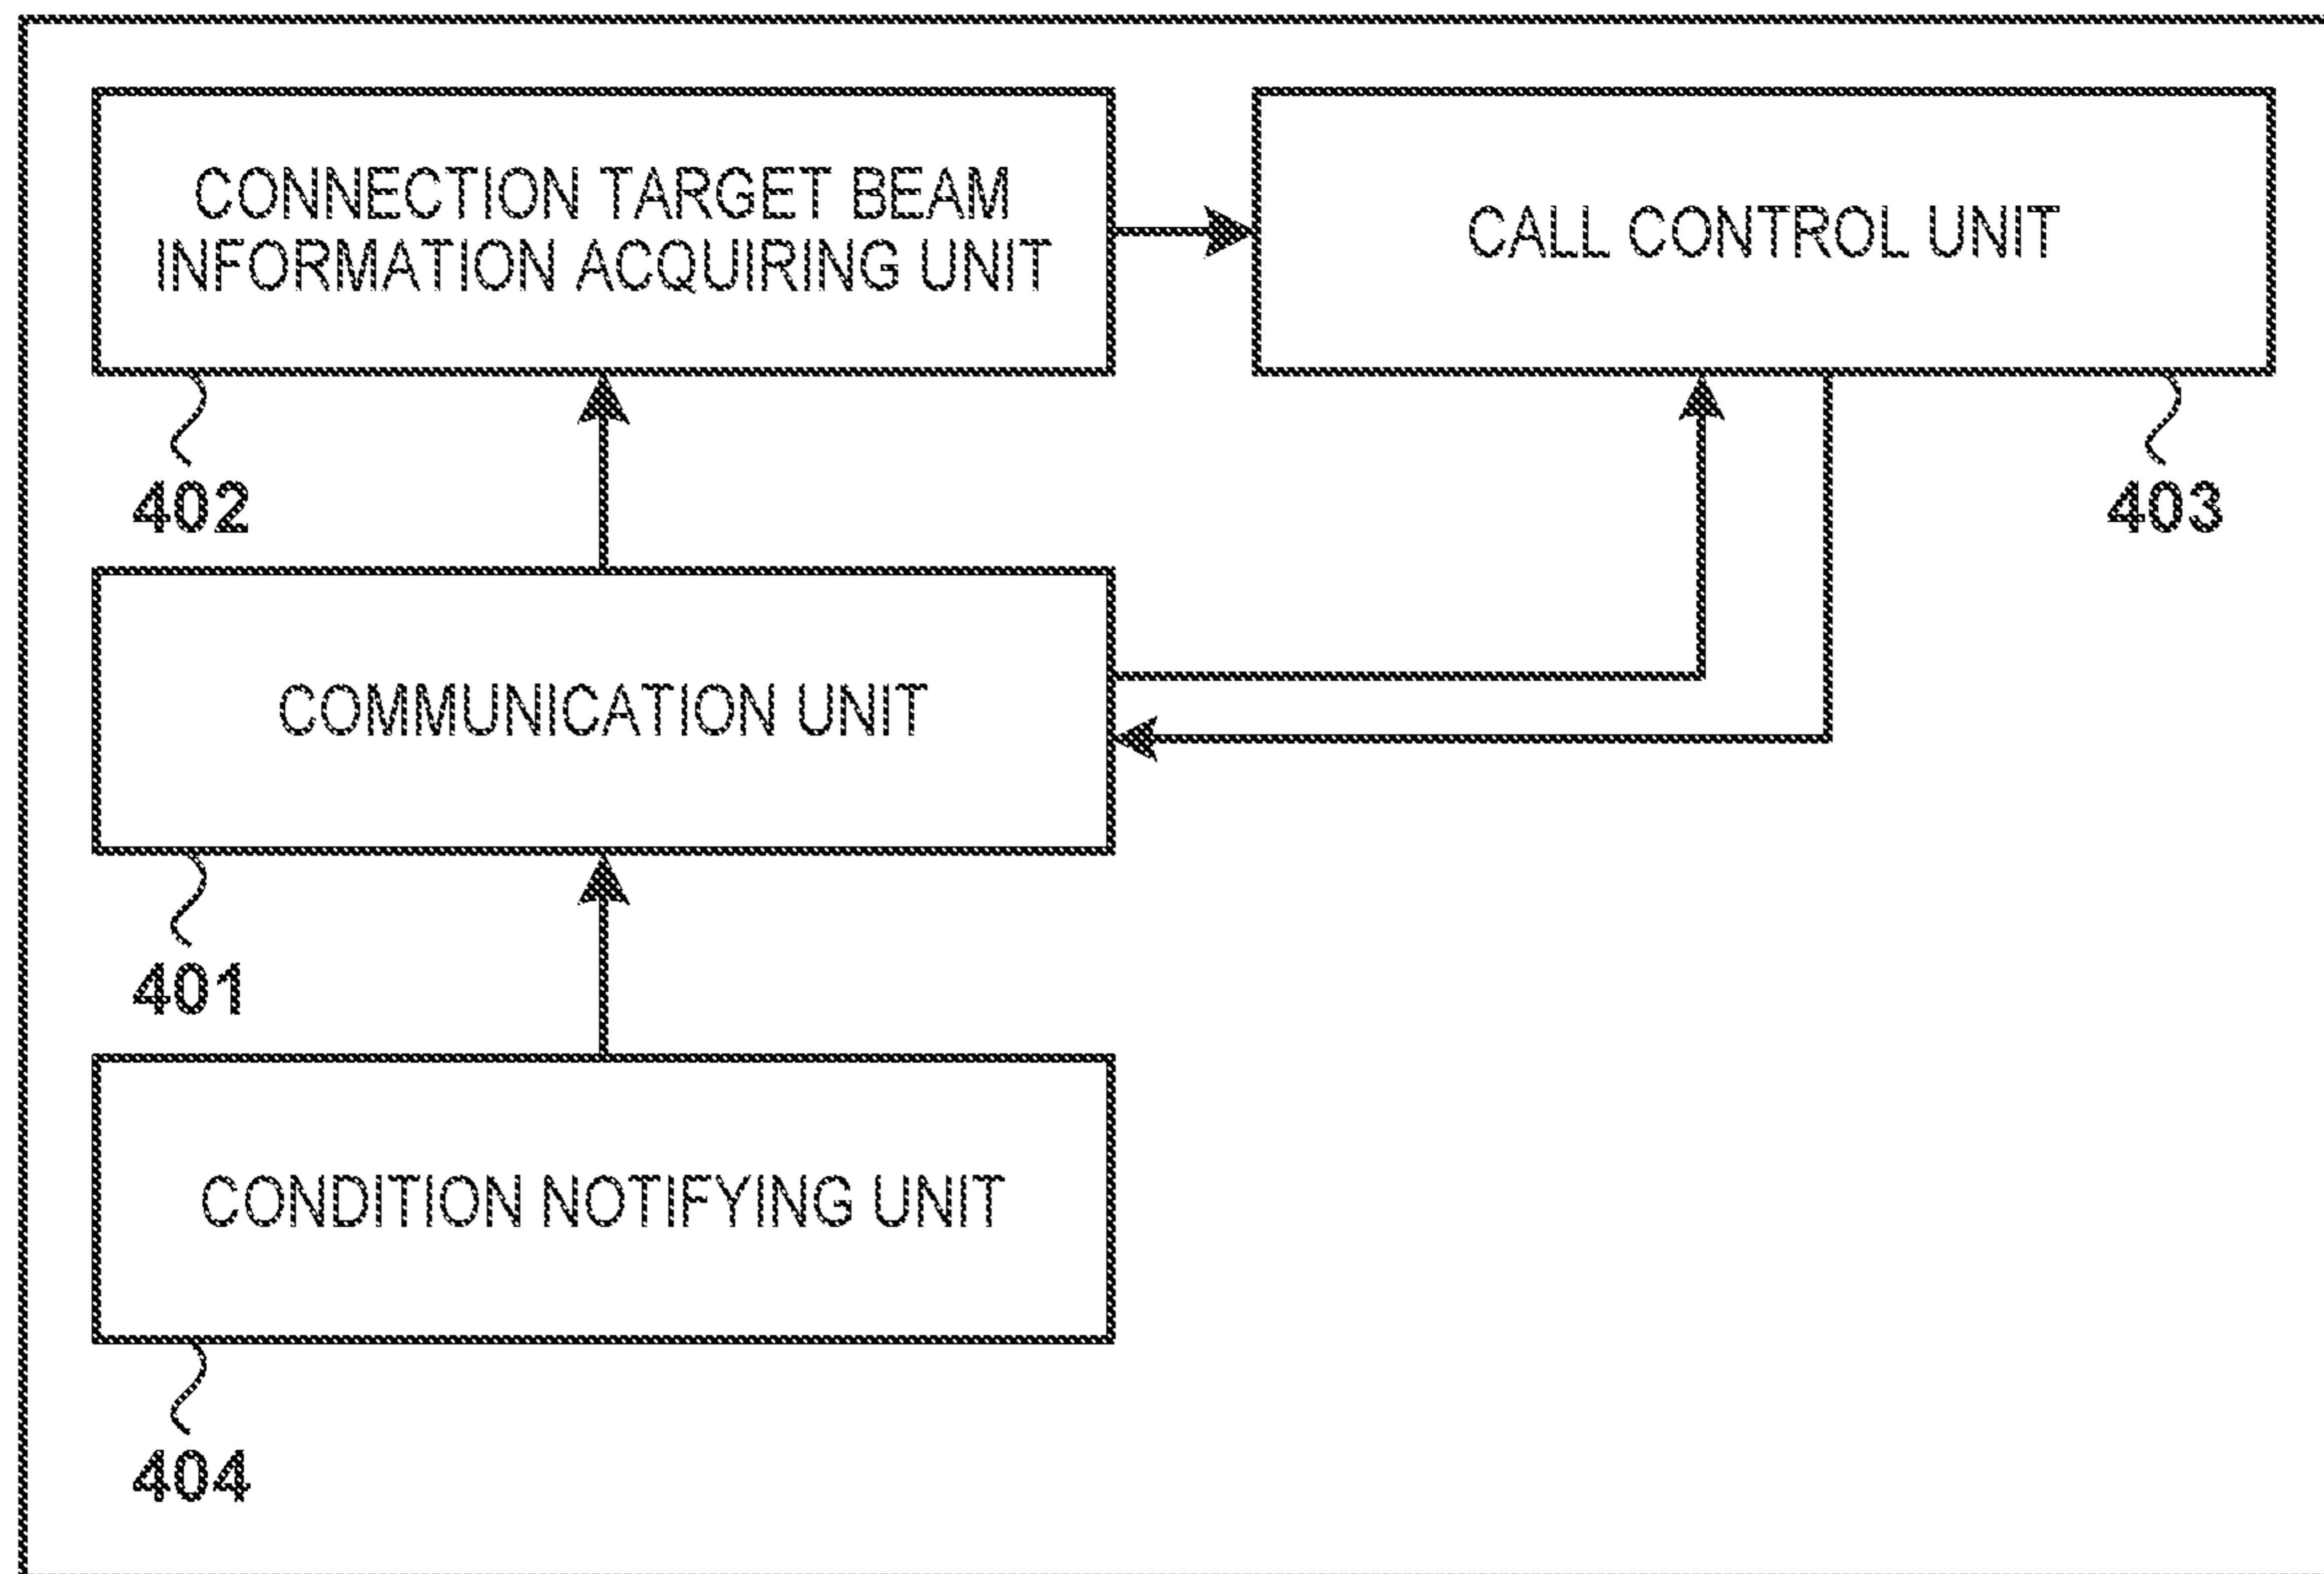 CONNECTION TARGET BEAM
INFORMATION ACQUIRING UNIT
CALL CONTROL UNIT
402
403
COMMUNICATION UNIT
401
CONDITION NOTIFYING UNIT
404